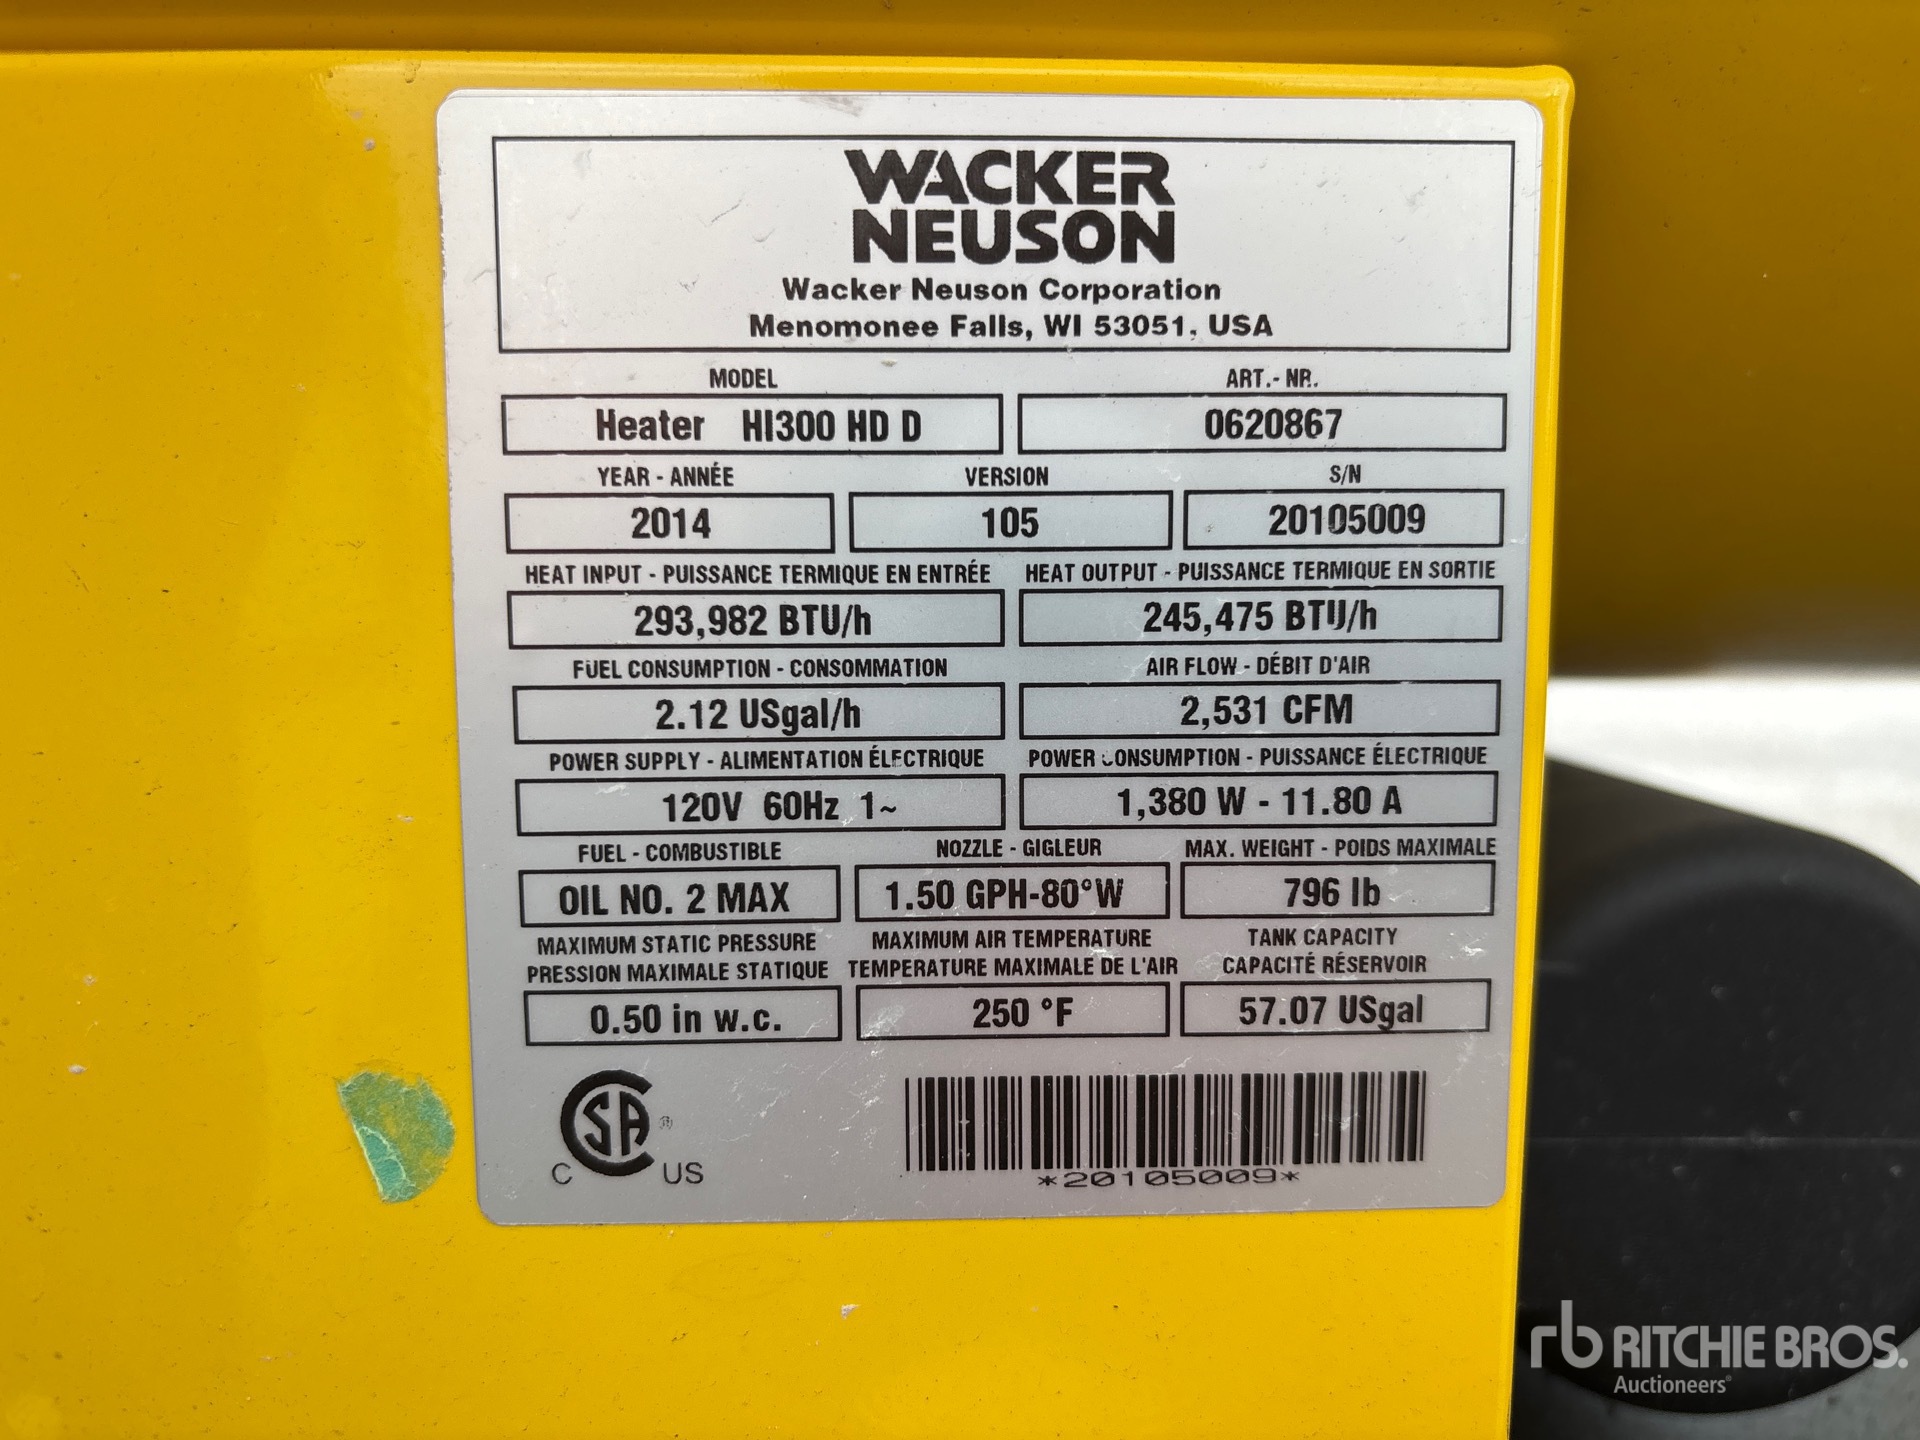 WACKER
NEUSON
Wacker Neuson Corporation
Menomonee Falls, WI 53051, USA
MODEL ART.- NR.
Heater HI300 HD D 0620867
YEAR - ANNÉE VERSION S/N
2014 105 20105009
HEAT INPUT - PUISSANCE TERMIQUE EN ENTRÉE HEAT OUTPUT - PUISSANCE TERMIQUE EN SORTIE
293,982 BTU/h 245,475 BTU/h
FUEL CONSUMPTION - CONSOMMATION AIR FLOW - DÉBIT D'AIR
2.12 USgal/h 2,531 CFM
POWER SUPPLY - ALIMENTATION ÉLECTRIQUE POWER CONSUMPTION - PUISSANCE ÉLECTRIQUE
120V 60Hz 1~ 1,380 W - 11.80 A
FUEL - COMBUSTIBLE NOZZLE - GIGLEUR MAX. WEIGHT - POIDS MAXIMALE
OIL NO. 2 MAX 1.50 GPH-80°W 796 lb
MAXIMUM STATIC PRESSURE MAXIMUM AIR TEMPERATURE TANK CAPACITY
PRESSION MAXIMALE STATIQUE TEMPERATURE MAXIMALE DE L'AIR CAPACITÉ RÉSERVOIR
0.50 in w.c. 250 °F 57.07 USgal
CSA ®
C US
*20105009*
rb RITCHIE BROS.
Auctioneers®